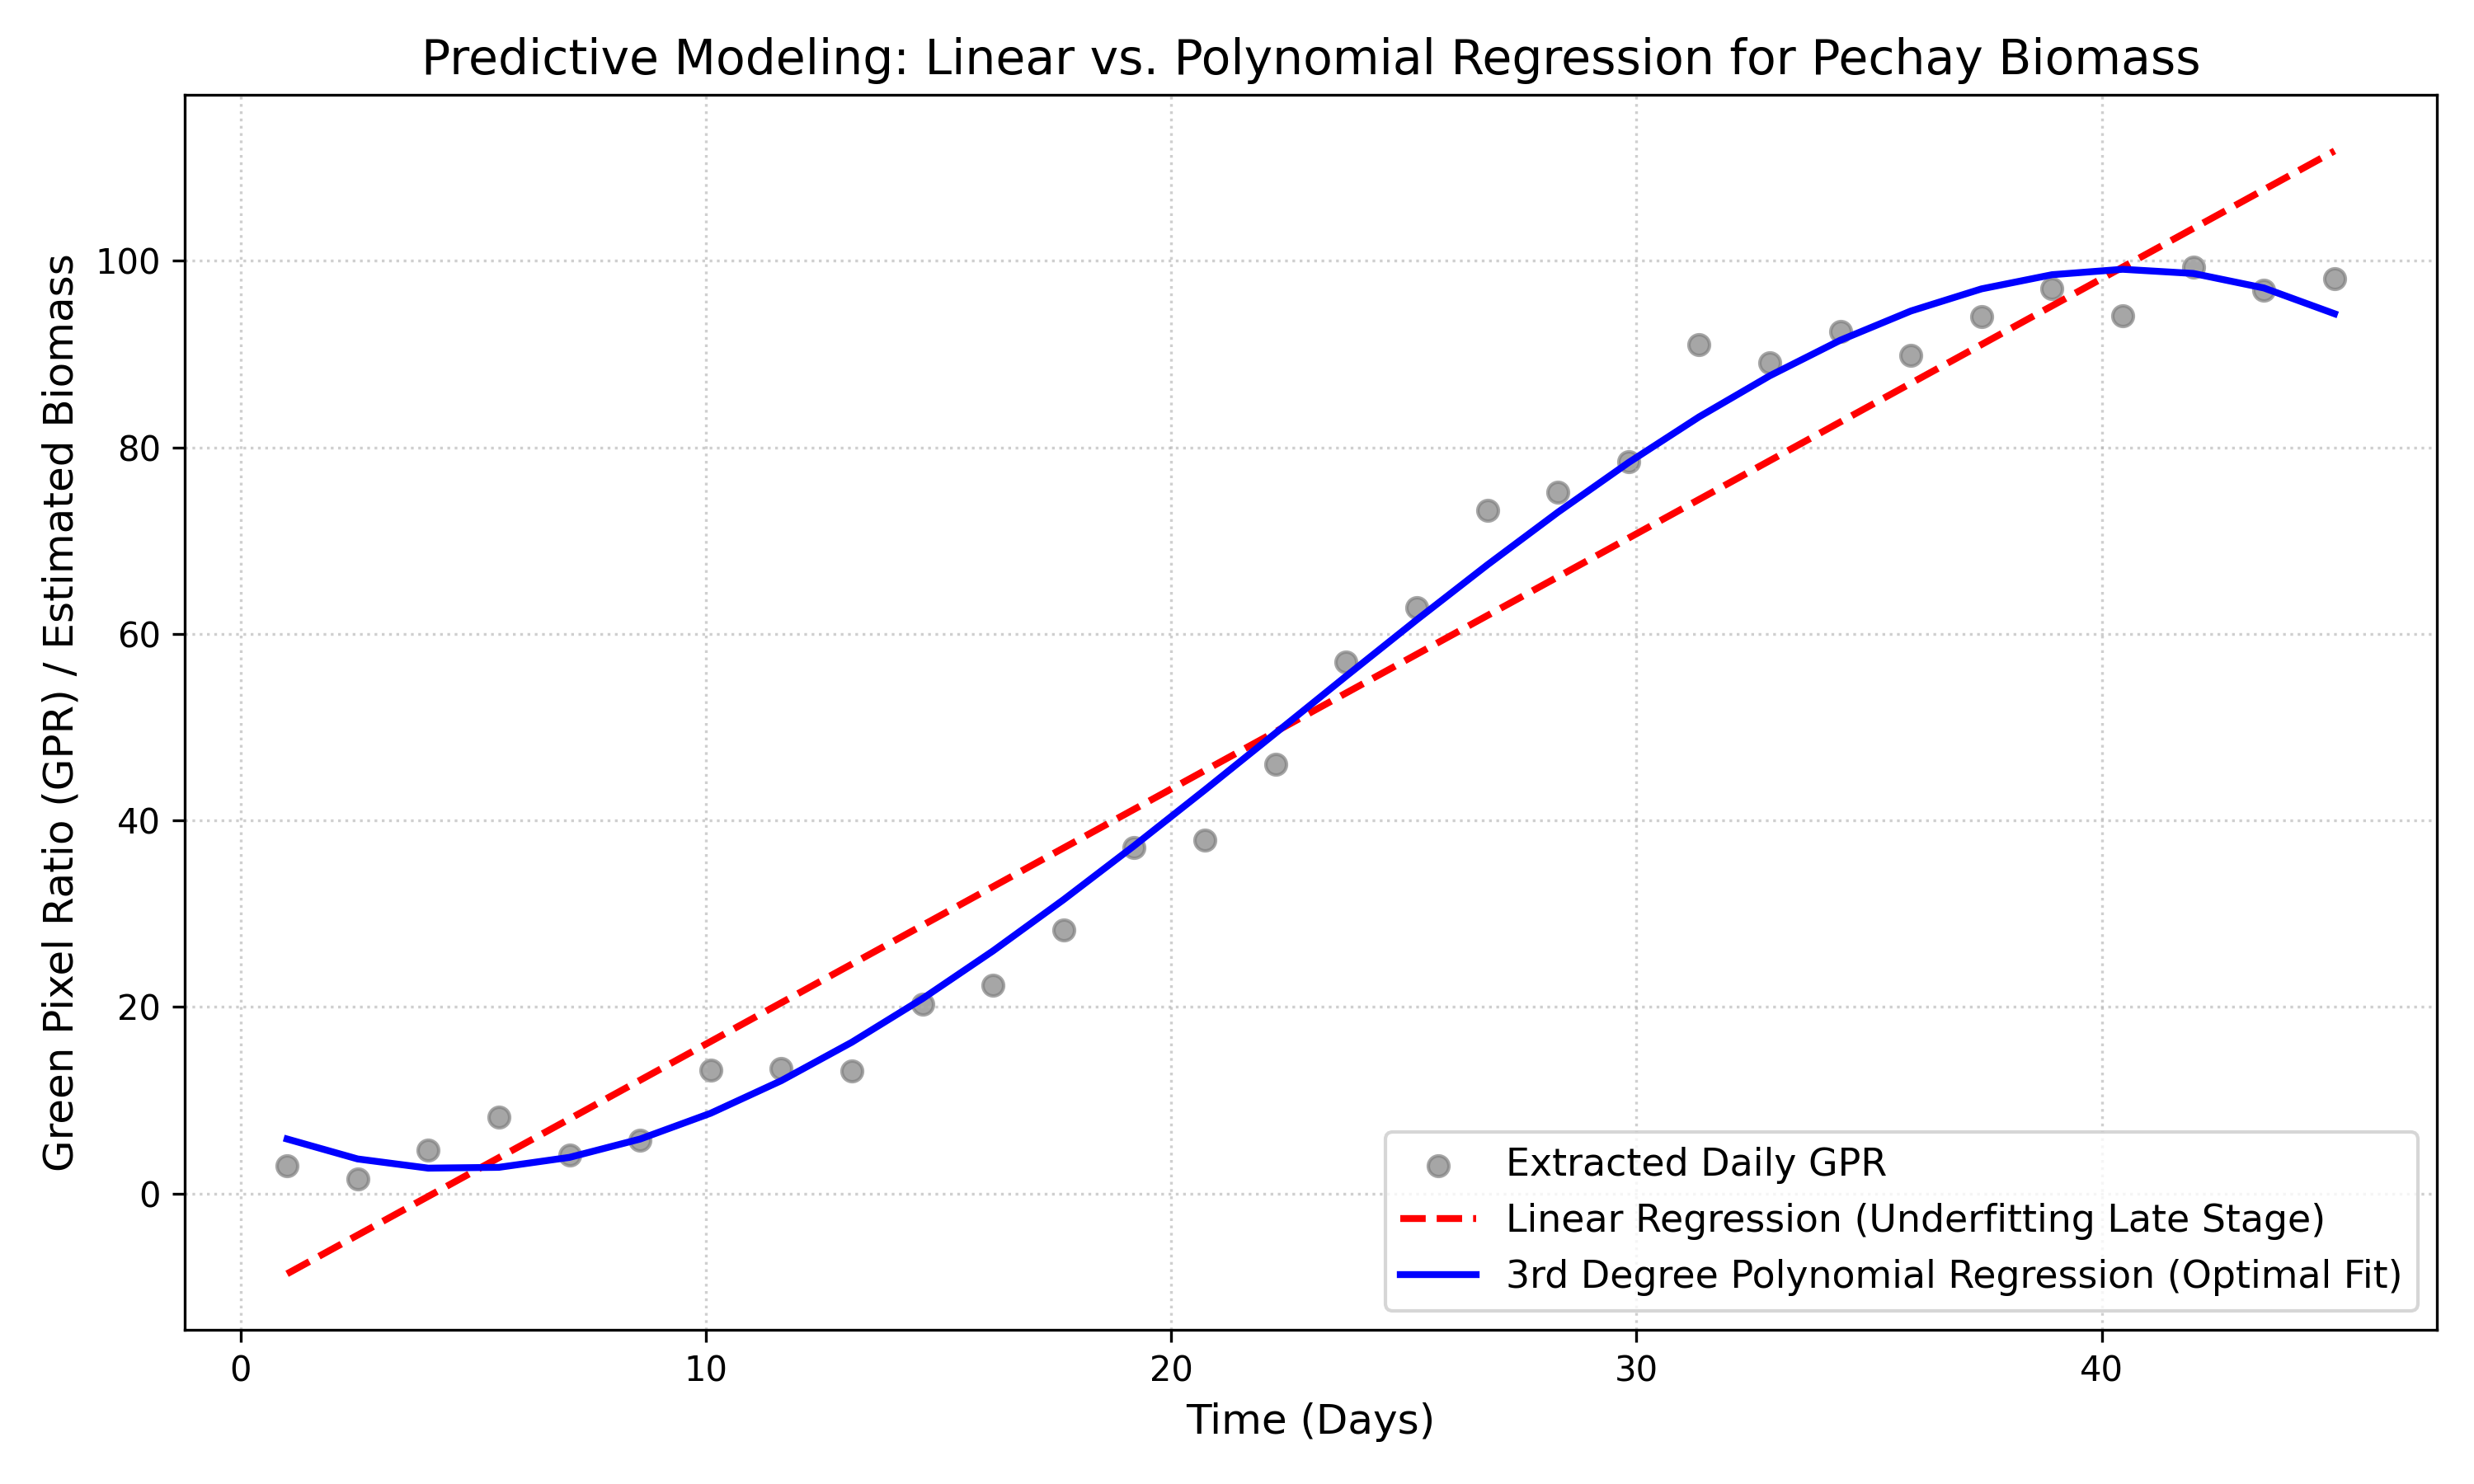 Predictive Modeling: Linear vs. Polynomial Regression for Pechay Biomass
Green Pixel Ratio (GPR) / Estimated Biomass
100
80
60
40
20
0
Extracted Daily GPR
Linear Regression (Underfitting Late Stage)
3rd Degree Polynomial Regression (Optimal Fit)
0 10 20 30 40
Time (Days)